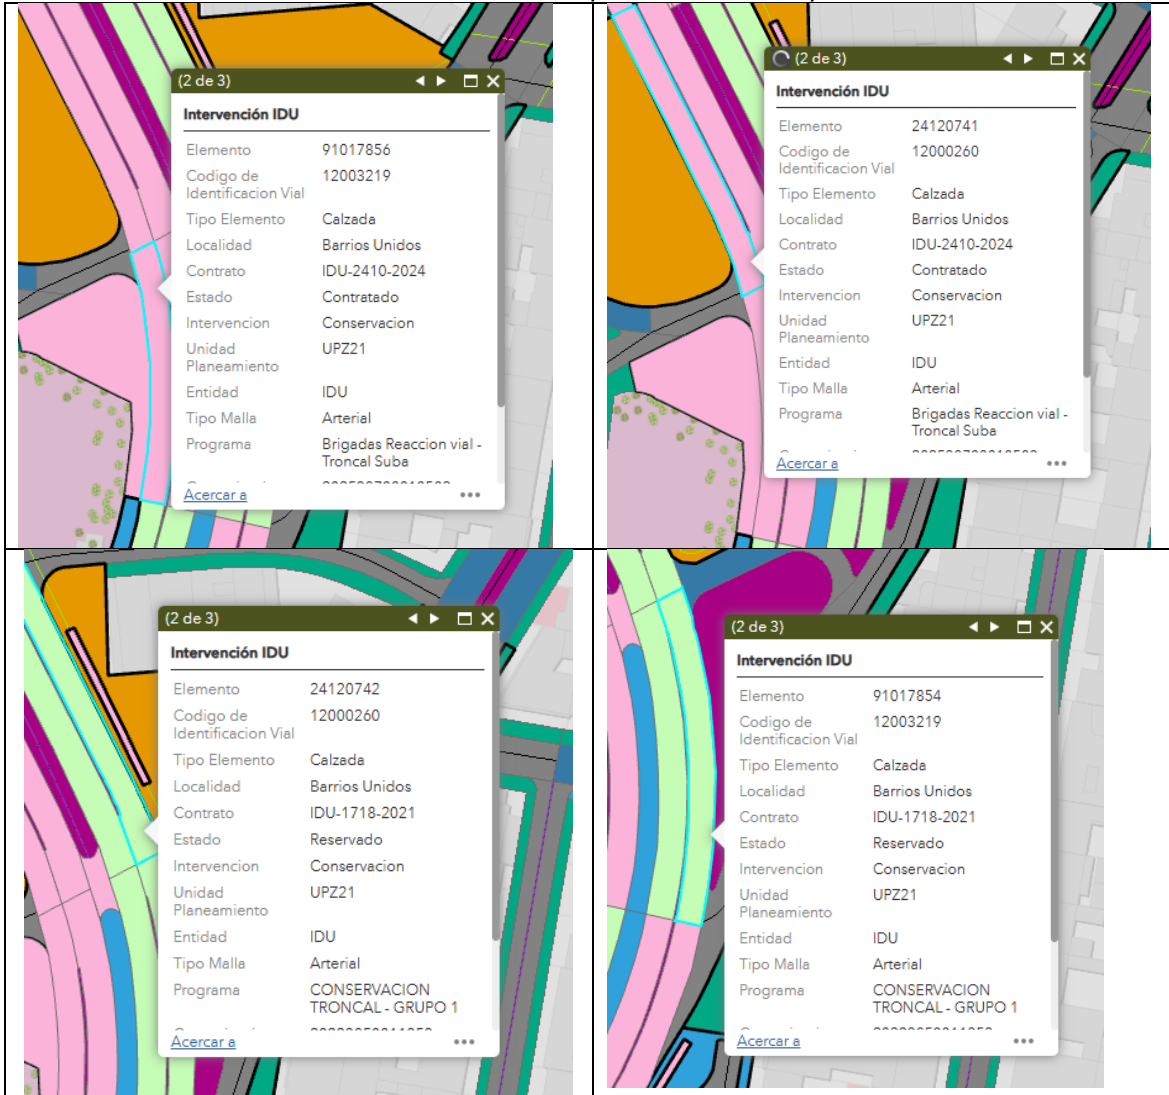 (2 de 3)
Intervención IDU
Elemento 91017856
Codigo de 12003219
Identificacion Vial
Tipo Elemento Calzada
Localidad Barrios Unidos
Contrato IDU-2410-2024
Estado Contratado
Intervencion Conservacion
Unidad UPZ21
Planeamiento
Entidad IDU
Tipo Malla Arterial
Programa Brigadas Reaccion vial -
Troncal Suba
Acercar a
(2 de 3)
Intervención IDU
Elemento 24120741
Codigo de 12000260
Identificacion Vial
Tipo Elemento Calzada
Localidad Barrios Unidos
Contrato IDU-2410-2024
Estado Contratado
Intervencion Conservacion
Unidad UPZ21
Planeamiento
Entidad IDU
Tipo Malla Arterial
Programa Brigadas Reaccion vial -
Troncal Suba
Acercar a
(2 de 3)
Intervención IDU
Elemento 24120742
Codigo de 12000260
Identificacion Vial
Tipo Elemento Calzada
Localidad Barrios Unidos
Contrato IDU-1718-2021
Estado Reservado
Intervencion Conservacion
Unidad UPZ21
Planeamiento
Entidad IDU
Tipo Malla Arterial
Programa CONSERVACION
TRONCAL - GRUPO 1
Acercar a
(2 de 3)
Intervención IDU
Elemento 91017854
Codigo de 12003219
Identificacion Vial
Tipo Elemento Calzada
Localidad Barrios Unidos
Contrato IDU-1718-2021
Estado Reservado
Intervencion Conservacion
Unidad UPZ21
Planeamiento
Entidad IDU
Tipo Malla Arterial
Programa CONSERVACION
TRONCAL - GRUPO 1
Acercar a